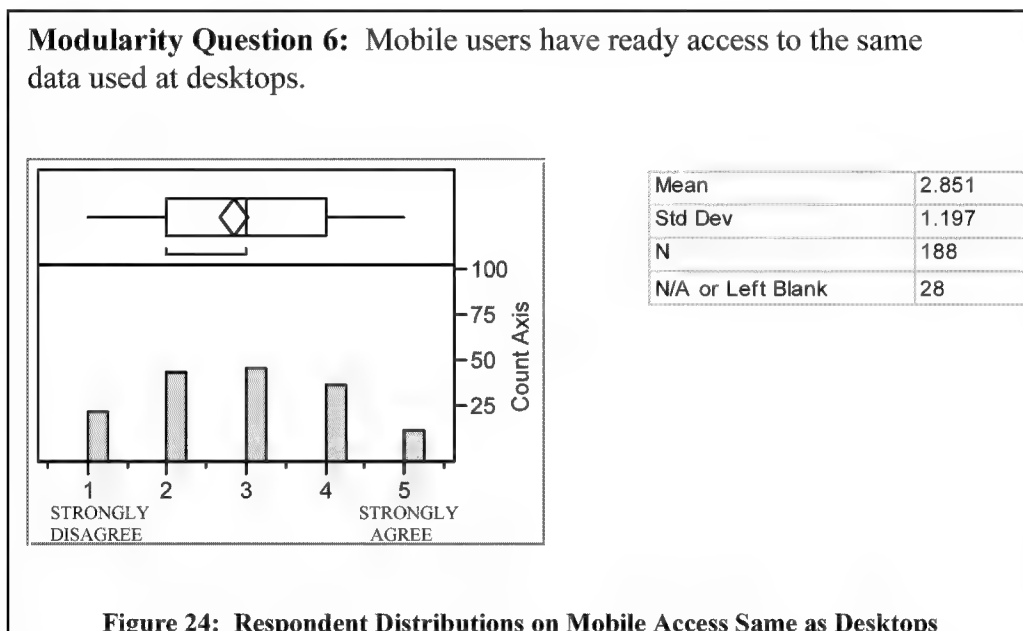 Modularity Question 6: Mobile users have ready access to the same
data used at desktops.
100
75
50
25
Count Axis
1 2 3 4 5
STRONGLY DISAGREE
STRONGLY AGREE
Mean 2.851
Std Dev 1.197
N 188
N/A or Left Blank 28
Figure 24: Respondent Distributions on Mobile Access Same as Desktops